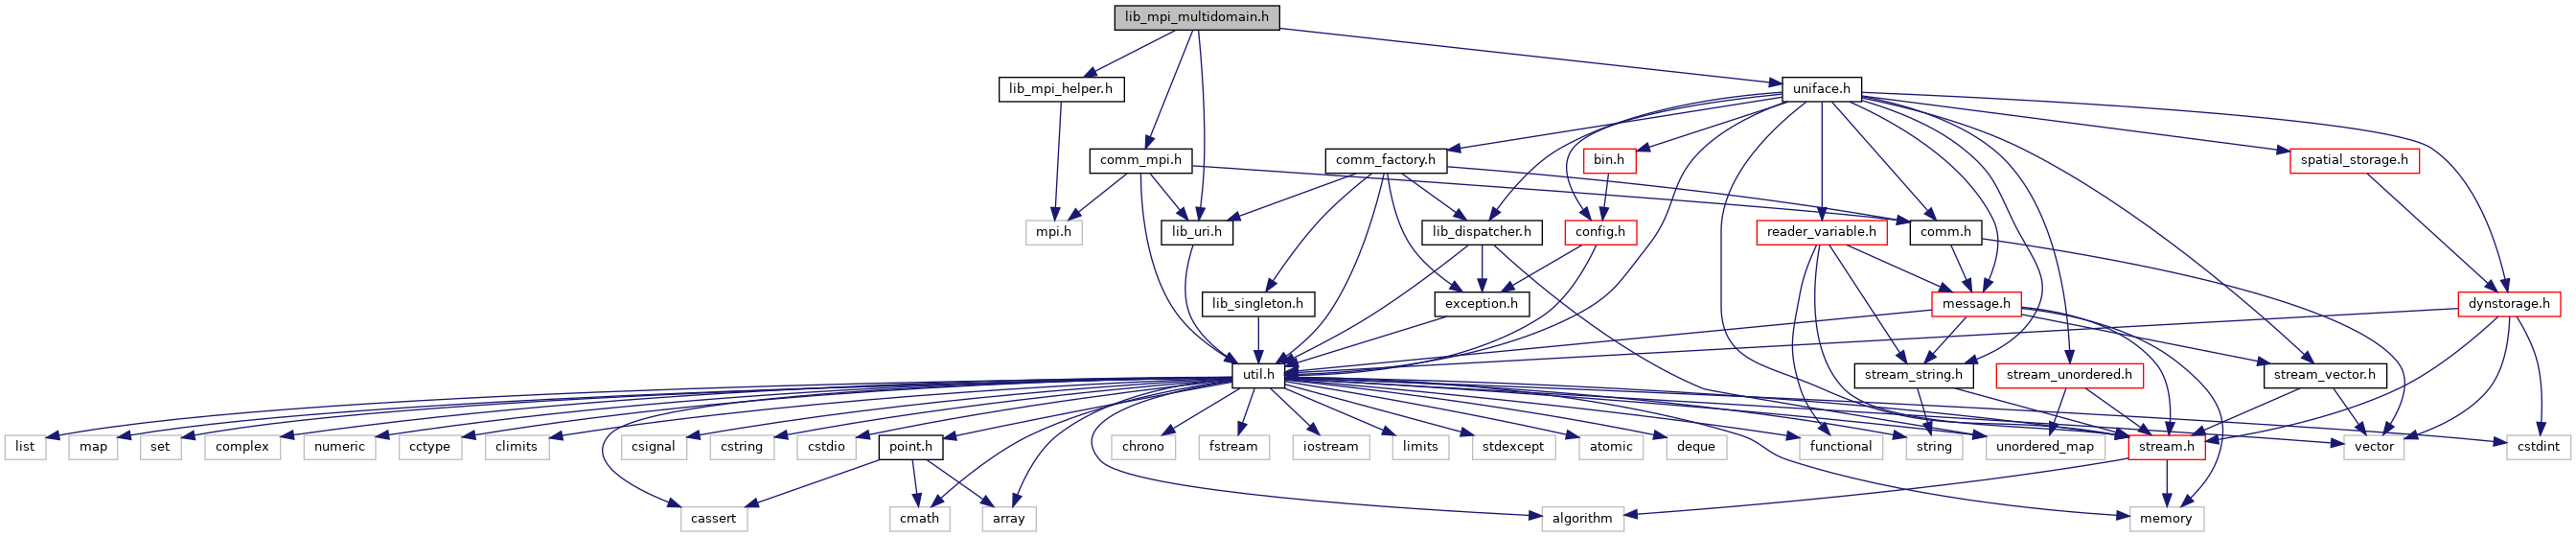 lib_mpi_multidomain.h
lib_mpi_helper.h
uniface.h
comm_mpi.h
comm_factory.h
bin.h
spatial_storage.h
mpi.h
lib_uri.h
lib_dispatcher.h
config.h
reader_variable.h
comm.h
lib_singleton.h
exception.h
message.h
dynstorage.h
util.h
stream_string.h
stream_unordered.h
stream_vector.h
list
map
set
complex
numeric
cctype
climits
csignal
cstring
cstdio
point.h
chrono
fstream
iostream
limits
stdexcept
atomic
deque
functional
string
unordered_map
stream.h
vector
cstdint
cassert
cmath
array
algorithm
memory